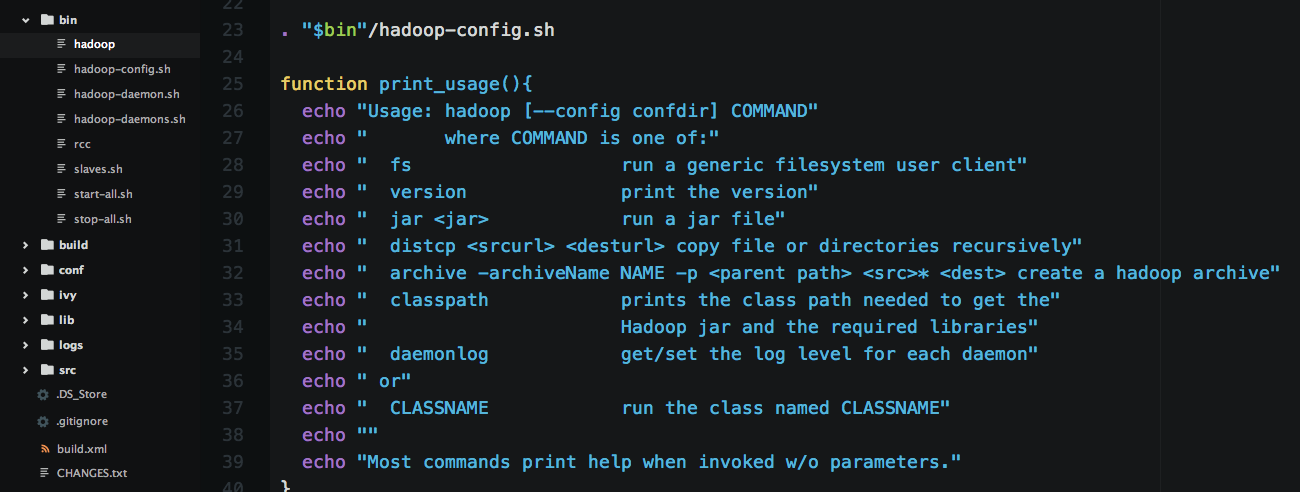 bin
hadoop
hadoop-config.sh
hadoop-daemon.sh
hadoop-daemons.sh
rcc
slaves.sh
start-all.sh
stop-all.sh
build
conf
ivy
lib
logs
src
.DS_Store
.gitignore
build.xml
CHANGES.txt
22
23 . "$bin"/hadoop-config.sh
24
25 function print_usage(){
26   echo "Usage: hadoop [--config confdir] COMMAND"
27   echo "       where COMMAND is one of:"
28   echo "  fs                   run a generic filesystem user client"
29   echo "  version              print the version"
30   echo "  jar <jar>            run a jar file"
31   echo "  distcp <srcurl> <desturl> copy file or directories recursively"
32   echo "  archive -archiveName NAME -p <parent path> <src>* <dest> create a hadoop archive"
33   echo "  classpath            prints the class path needed to get the"
34   echo "                       Hadoop jar and the required libraries"
35   echo "  daemonlog            get/set the log level for each daemon"
36   echo " or"
37   echo "  CLASSNAME            run the class named CLASSNAME"
38   echo ""
39   echo "Most commands print help when invoked w/o parameters."
40 }